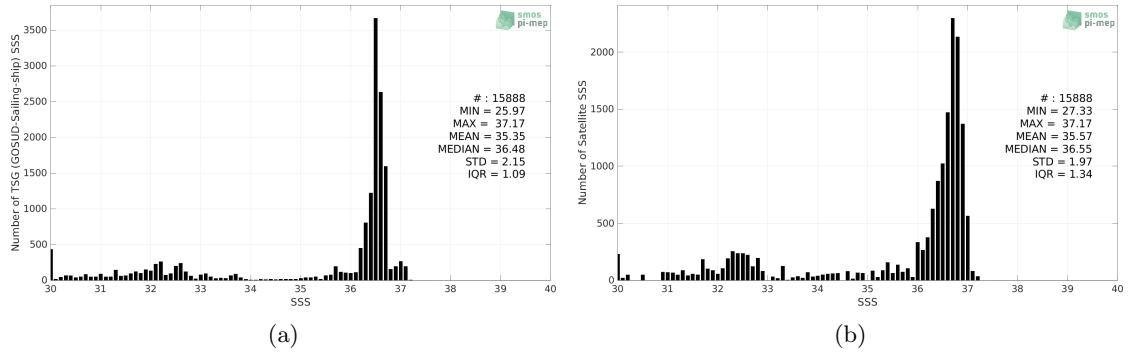 Number of TSG (GOSUD-Sailing-ship) SSS
3500
3000
2500
2000
1500
1000
500
0
30 31 32 33 34 35 36 37 38 39 40
SSS
smos
pi-mep
# : 15888
MIN = 25.97
MAX = 37.17
MEAN = 35.35
MEDIAN = 36.48
STD = 2.15
IQR = 1.09
(a)
Number of Satellite SSS
2000
1500
1000
500
0
30 31 32 33 34 35 36 37 38 39 40
SSS
smos
pi-mep
# : 15888
MIN = 27.33
MAX = 37.17
MEAN = 35.57
MEDIAN = 36.55
STD = 1.97
IQR = 1.34
(b)